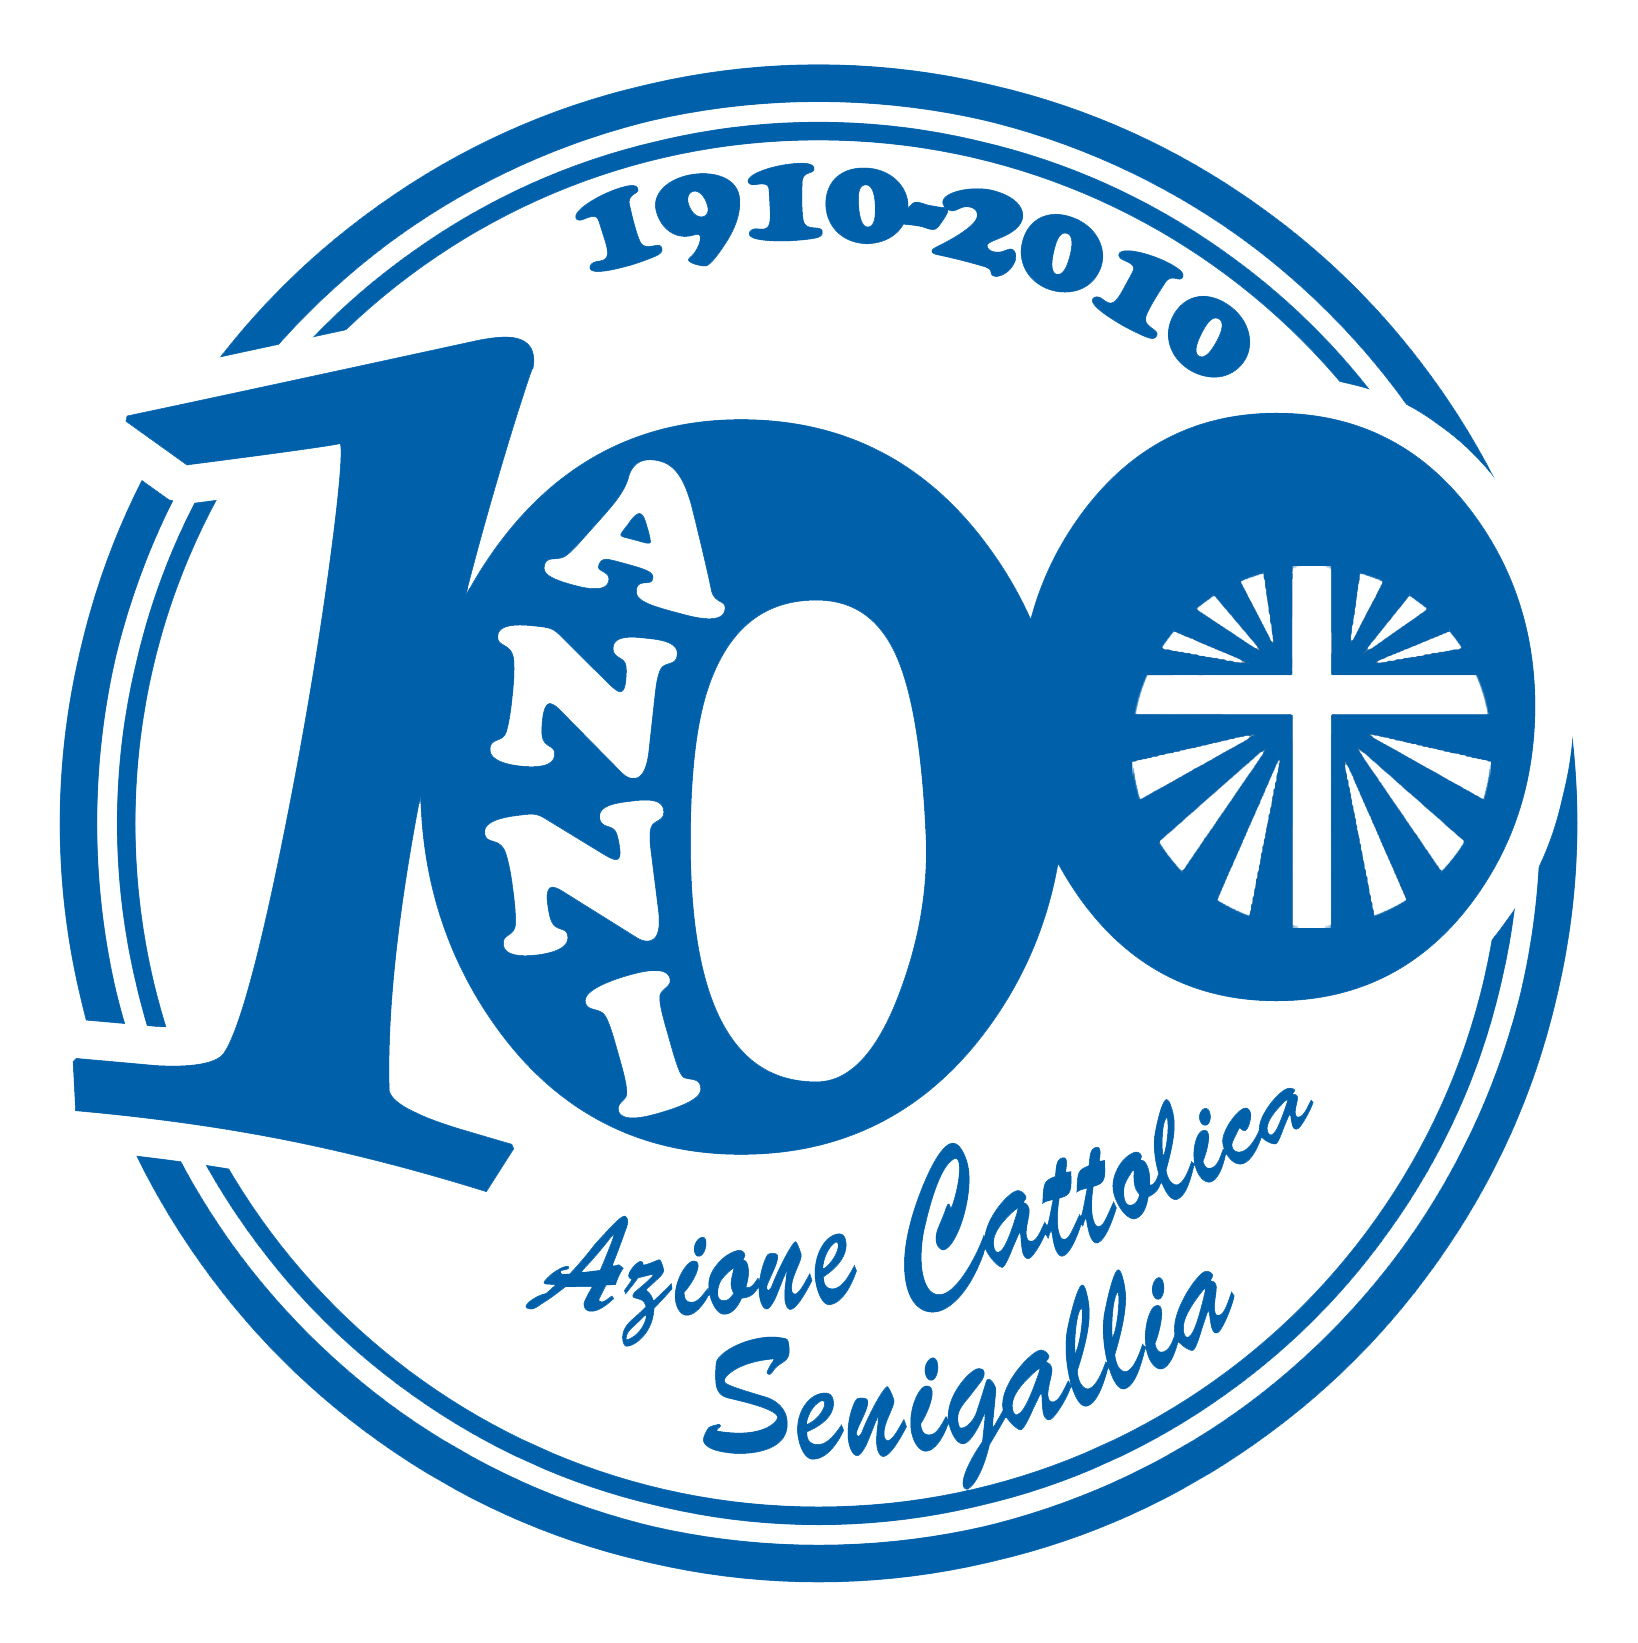 1910-2010
100
ANNI
Azione Cattolica
Senigallia